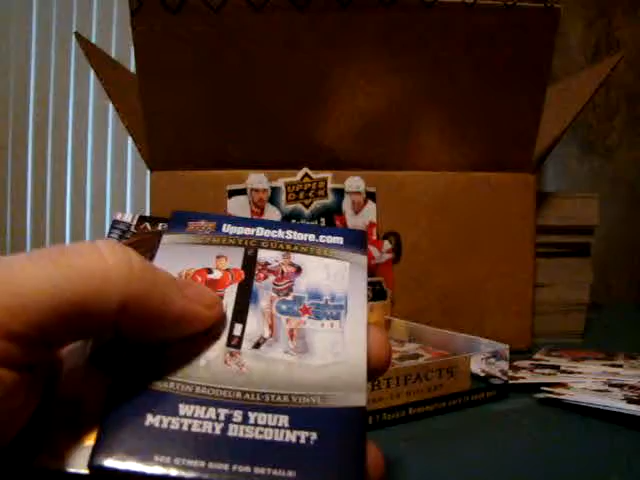 UPPER
DECK
UpperDeckStore.com
AUTHENTIC GUARANTEED
MARTIN BRODEUR ALL-STAR VINYL
WHAT'S YOUR
MYSTERY DISCOUNT?
SEE OTHER SIDE FOR DETAILS!
ARTIFACTS